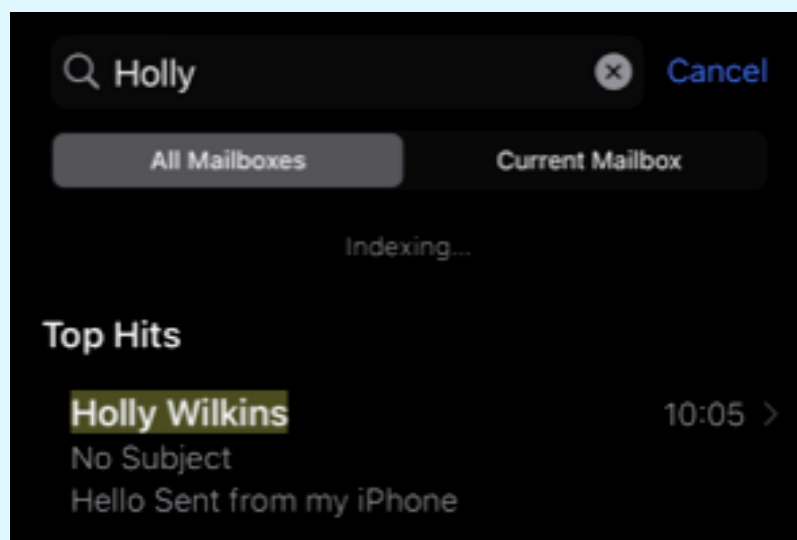 Holly
Cancel
All Mailboxes
Current Mailbox
Indexing...
Top Hits
Holly Wilkins
10:05
No Subject
Hello Sent from my iPhone